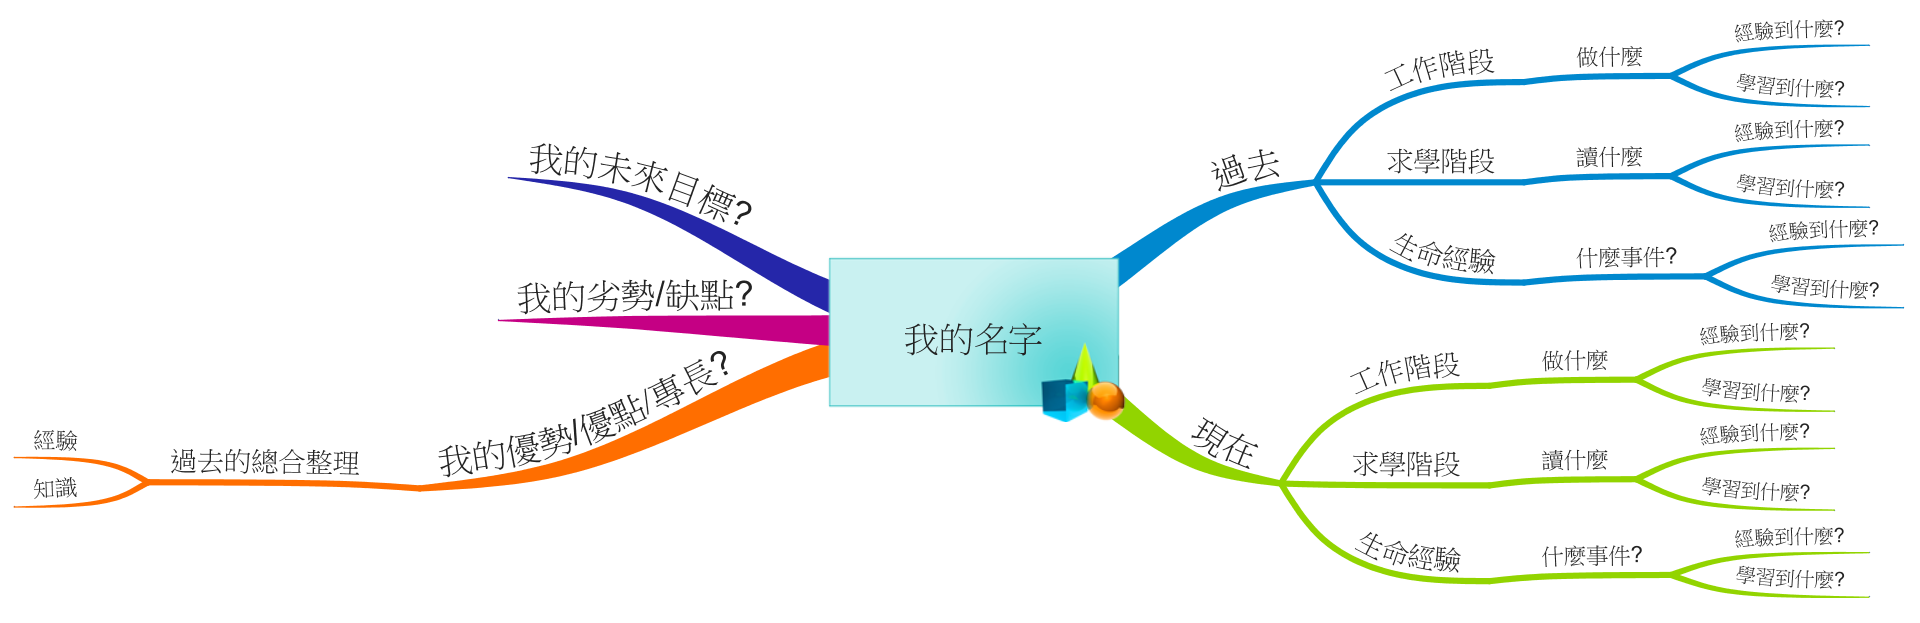 我的名字
過去
工作階段
做什麼
經驗到什麼?
學習到什麼?
求學階段
讀什麼
經驗到什麼?
學習到什麼?
生命經驗
什麼事件?
經驗到什麼?
學習到什麼?
現在
工作階段
做什麼
經驗到什麼?
學習到什麼?
求學階段
讀什麼
經驗到什麼?
學習到什麼?
生命經驗
什麼事件?
經驗到什麼?
學習到什麼?
我的優勢/優點/專長?
過去的總合整理
經驗
知識
我的劣勢/缺點?
我的未來目標?